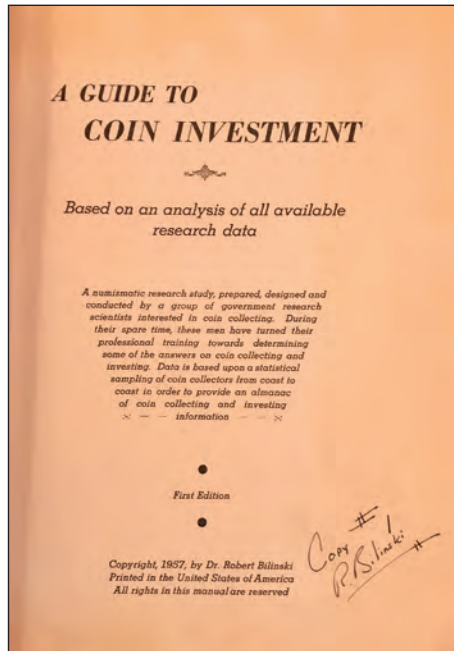 A GUIDE TO
COIN INVESTMENT
Based on an analysis of all available
research data
A numismatic research study, prepared, designed and
conducted by a group of government research
scientists interested in coin collecting. During
their spare time, these men have turned their
professional training towards determining
some of the answers on coin collecting and
investing. Data is based upon a statistical
sampling of coin collectors from coast to
coast in order to provide an almanac
of coin collecting and investing
information
First Edition
Copy # 1
R. Bilinski
Copyright, 1957, by Dr. Robert Bilinski
Printed in the United States of America
All rights in this manual are reserved